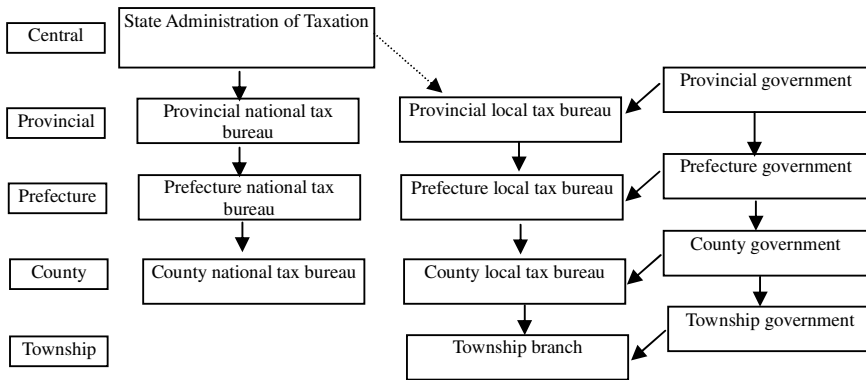 Central
State Administration of Taxation
Provincial government
Provincial
Provincial national tax
bureau
Provincial local tax bureau
Prefecture
Prefecture national tax
bureau
Prefecture local tax bureau
Prefecture government
County
County national tax bureau
County local tax bureau
County government
Township
Township branch
Township government